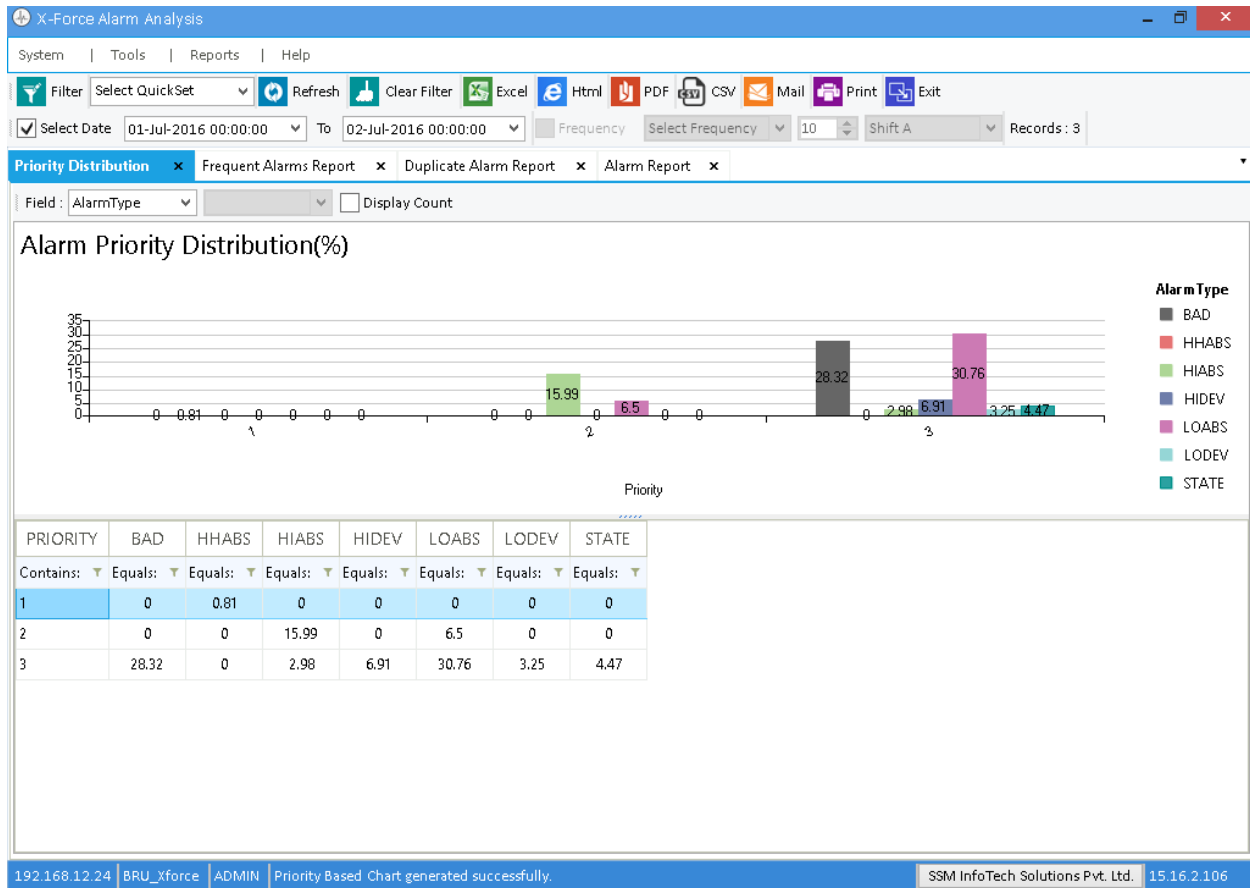 X-Force Alarm Analysis
System | Tools | Reports | Help
Filter Select QuickSet Refresh Clear Filter Excel Html PDF CSV Mail Print Exit
Select Date 01-Jul-2016 00:00:00 To 02-Jul-2016 00:00:00 Frequency Select Frequency 10 Shift A Records : 3
Priority Distribution x Frequent Alarms Report x Duplicate Alarm Report x Alarm Report x
Field : AlarmType Display Count
Alarm Priority Distribution(%)
AlarmType
BAD
HHABS
HIABS
HIDEV
LOABS
LODEV
STATE
35
30
25
20
15
10
5
0
0 0.81 0 0 0 0 0 0 0 15.99 0 6.5 0 0 28.32 0 2.98 6.91 30.76 3.25 4.47
1 2 3
Priority
PRIORITY BAD HHABS HIABS HIDEV LOABS LODEV STATE
Contains: Equals: Equals: Equals: Equals: Equals: Equals: Equals:
1 0 0.81 0 0 0 0 0
2 0 0 15.99 0 6.5 0 0
3 28.32 0 2.98 6.91 30.76 3.25 4.47
192.168.12.24 BRU_Xforce ADMIN Priority Based Chart generated successfully. SSM InfoTech Solutions Pvt. Ltd. 15.16.2.106